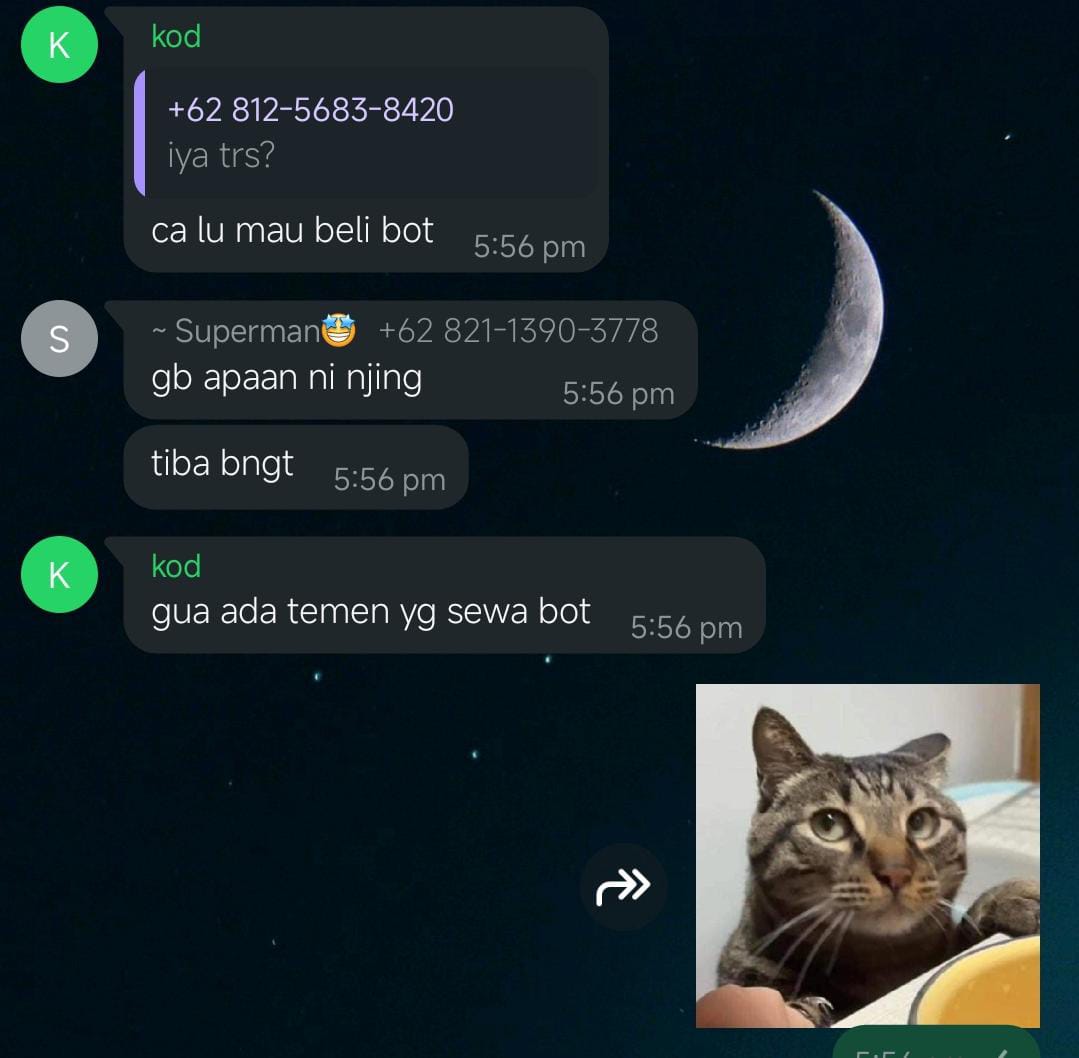 K
kod
+62 812-5683-8420
iya trs?
ca lu mau beli bot
5:56 pm
S
~ Superman🤩 +62 821-1390-3778
gb apaan ni njing
5:56 pm
tiba bngt
5:56 pm
K
kod
gua ada temen yg sewa bot
5:56 pm